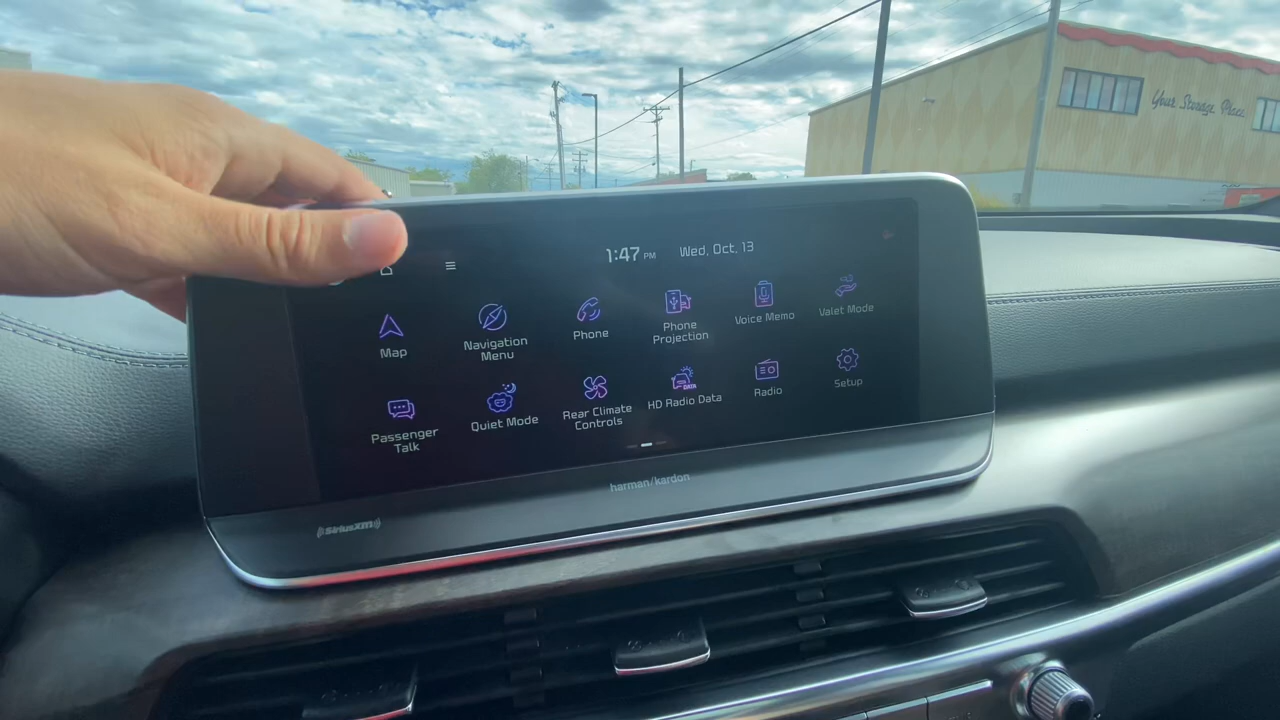 Your Storage Place
1:47 PM Wed, Oct. 13
Map
Navigation
Menu
Phone
Phone
Projection
Voice Memo
Valet Mode
Passenger
Talk
Quiet Mode
Rear Climate
Controls
DATA
HD Radio Data
Radio
Setup
harman/kardon
SiriusXM